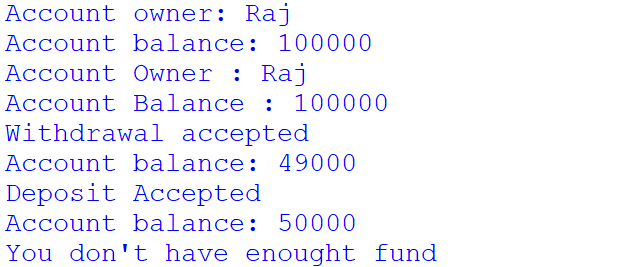 Account owner: Raj
Account balance: 100000
Account Owner : Raj
Account Balance : 100000
Withdrawal accepted
Account balance: 49000
Deposit Accepted
Account balance: 50000
You don't have enought fund